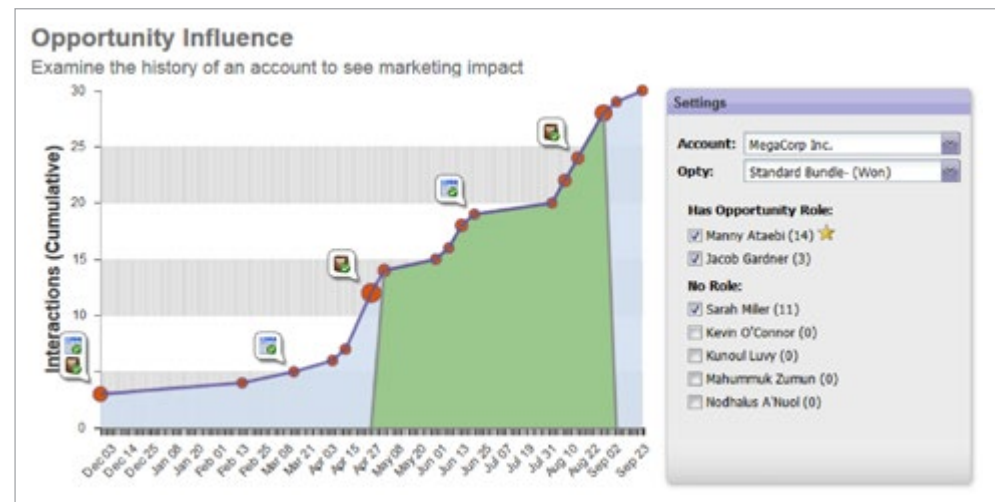 Opportunity Influence
Examine the history of an account to see marketing impact
Interactions (Cumulative)
30
25
20
15
10
5
0
Dec 03
Dec 14
Dec 25
Jan 08
Jan 20
Feb 01
Feb 13
Feb 25
Mar 08
Mar 21
Apr 03
Apr 15
Apr 27
May 08
May 20
Jun 01
Jun 13
Jun 25
Jul 07
Jul 19
Jul 31
Aug 10
Aug 22
Sep 02
Sep 23
Settings
Account: MegaCorp Inc.
Opty: Standard Bundle- (Won)
Has Opportunity Role:
Manny Ataebi (14)
Jacob Gardner (3)
No Role:
Sarah Miller (11)
Kevin O'Connor (0)
Kunoul Luvy (0)
Mahummuk Zumun (0)
Nodhalus A'Nuol (0)